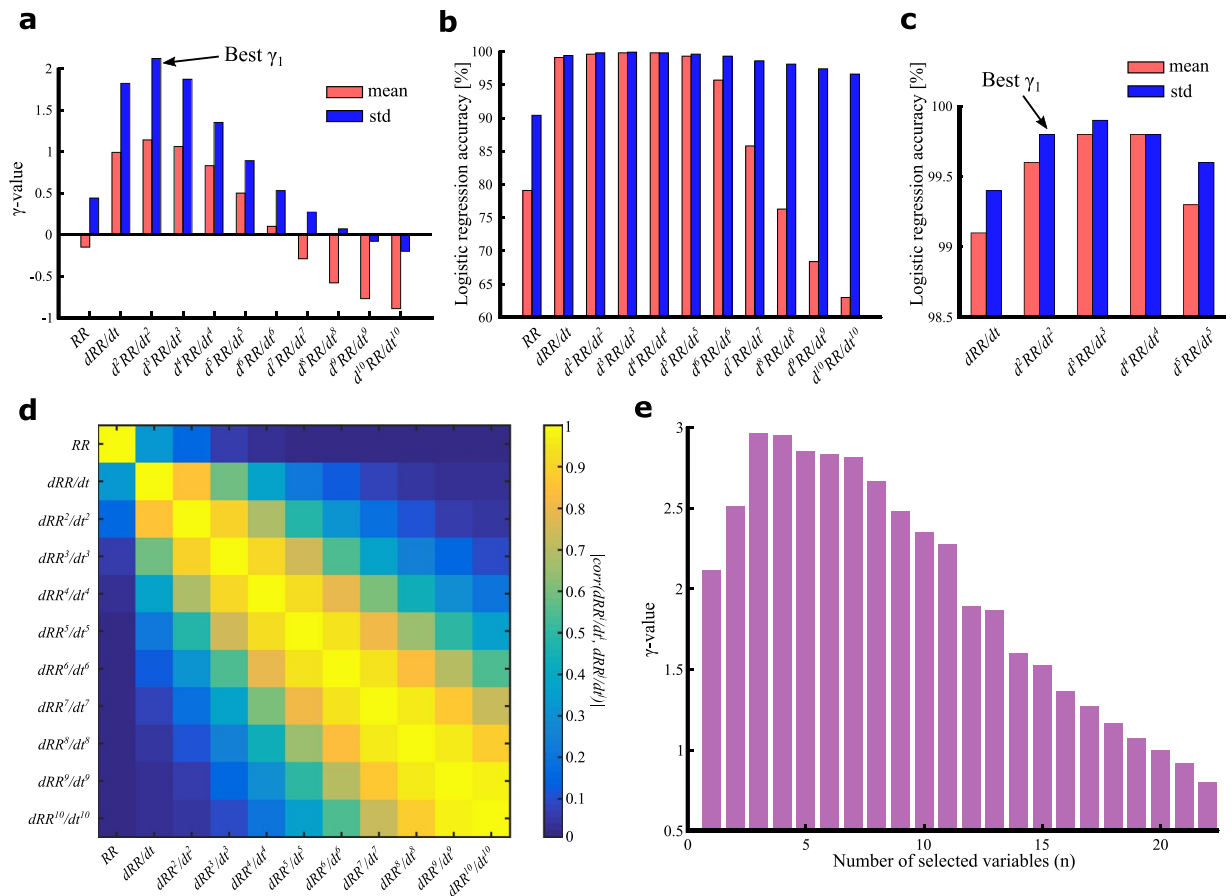 a
Best γ₁
mean
std
γ-value
2
1.5
1
0.5
0
-0.5
-1
RR
dRR/dt
d²RR/dt²
d³RR/dt³
d⁴RR/dt⁴
d⁵RR/dt⁵
d⁶RR/dt⁶
d⁷RR/dt⁷
d⁸RR/dt⁸
d⁹RR/dt⁹
d¹⁰RR/dt¹⁰
b
Logistic regression accuracy [%]
100
95
90
85
80
75
70
65
60
RR
dRR/dt
d²RR/dt²
d³RR/dt³
d⁴RR/dt⁴
d⁵RR/dt⁵
d⁶RR/dt⁶
d⁷RR/dt⁷
d⁸RR/dt⁸
d⁹RR/dt⁹
d¹⁰RR/dt¹⁰
c
Best γ₁
mean
std
Logistic regression accuracy [%]
100
99.5
99
98.5
dRR/dt
d²RR/dt²
d³RR/dt³
d⁴RR/dt⁴
d⁵RR/dt⁵
d
RR
dRR/dt
dRR²/dt²
dRR³/dt³
dRR⁴/dt⁴
dRR⁵/dt⁵
dRR⁶/dt⁶
dRR⁷/dt⁷
dRR⁸/dt⁸
dRR⁹/dt⁹
dRR¹⁰/dt¹⁰
RR
dRR/dt
dRR²/dt²
dRR³/dt³
dRR⁴/dt⁴
dRR⁵/dt⁵
dRR⁶/dt⁶
dRR⁷/dt⁷
dRR⁸/dt⁸
dRR⁹/dt⁹
dRR¹⁰/dt¹⁰
1
0.9
0.8
0.7
0.6
0.5
0.4
0.3
0.2
0.1
0
e
γ-value
3
2.5
2
1.5
1
0.5
0
5
10
15
20
Number of selected variables (n)